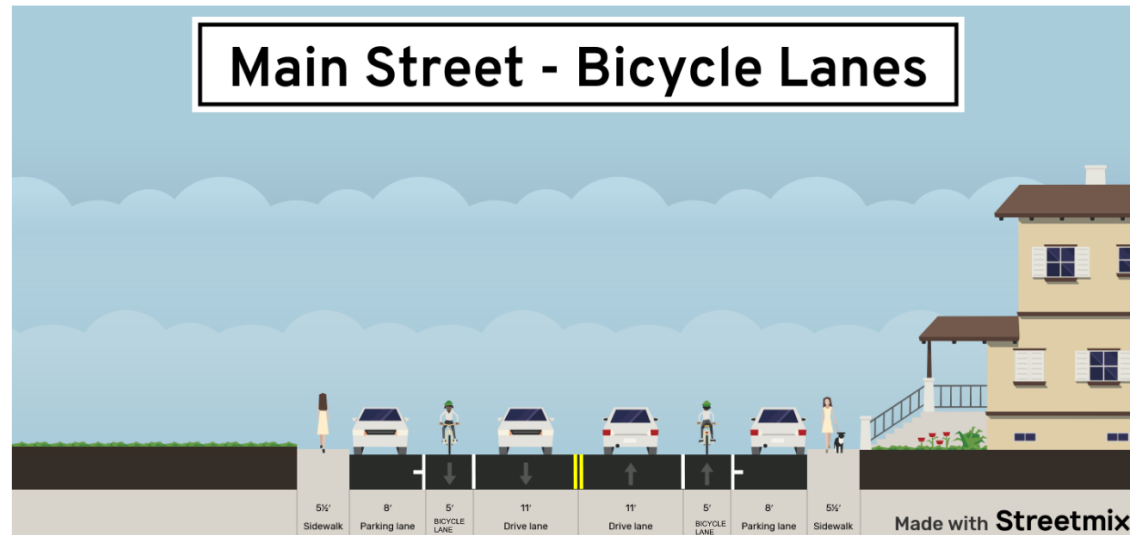 Main Street - Bicycle Lanes
5½' 8' 5' 11' 11' 5' 8' 5½'
Sidewalk Parking lane BICYCLE LANE Drive lane Drive lane BICYCLE LANE Parking lane Sidewalk
Made with Streetmix